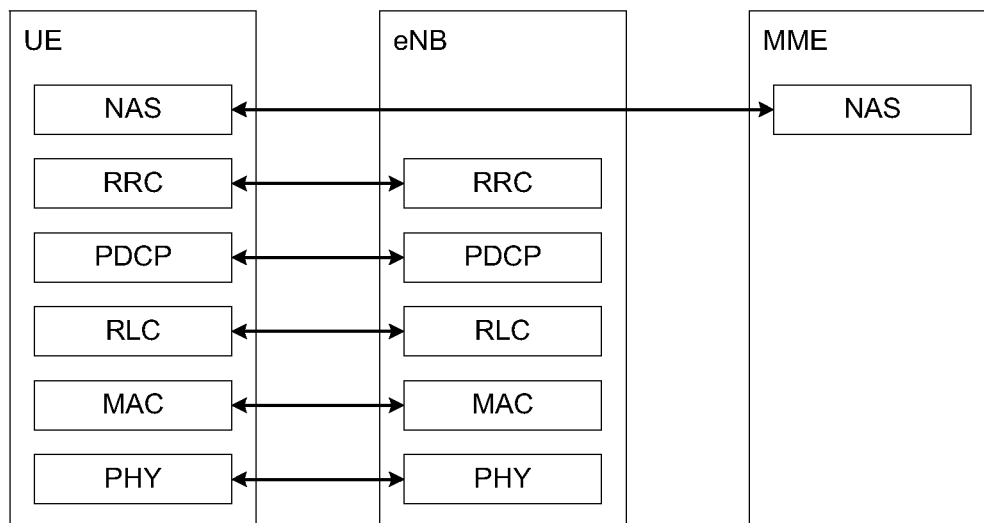 UE eNB MME
NAS NAS
RRC RRC
PDCP PDCP
RLC RLC
MAC MAC
PHY PHY